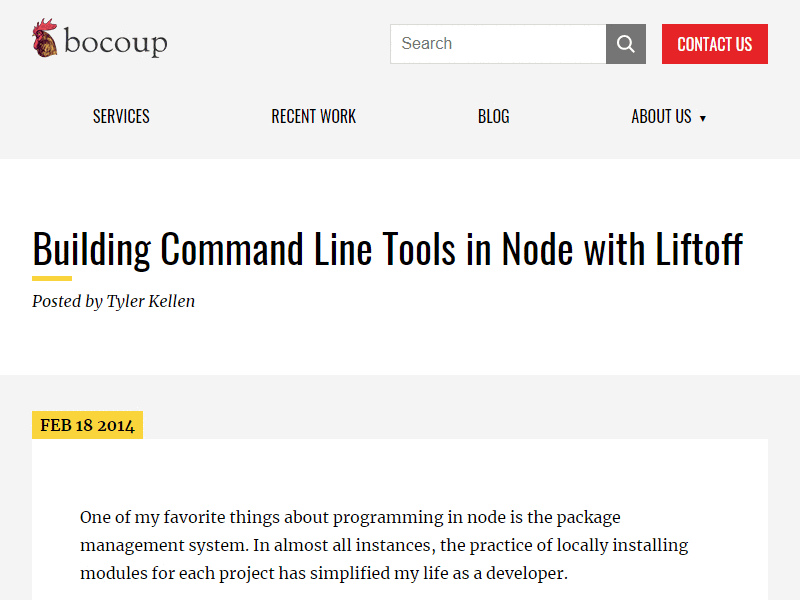 bocoup
Search
CONTACT US
SERVICES
RECENT WORK
BLOG
ABOUT US ▼
Building Command Line Tools in Node with Liftoff
Posted by Tyler Kellen
FEB 18 2014
One of my favorite things about programming in node is the package
management system. In almost all instances, the practice of locally installing
modules for each project has simplified my life as a developer.